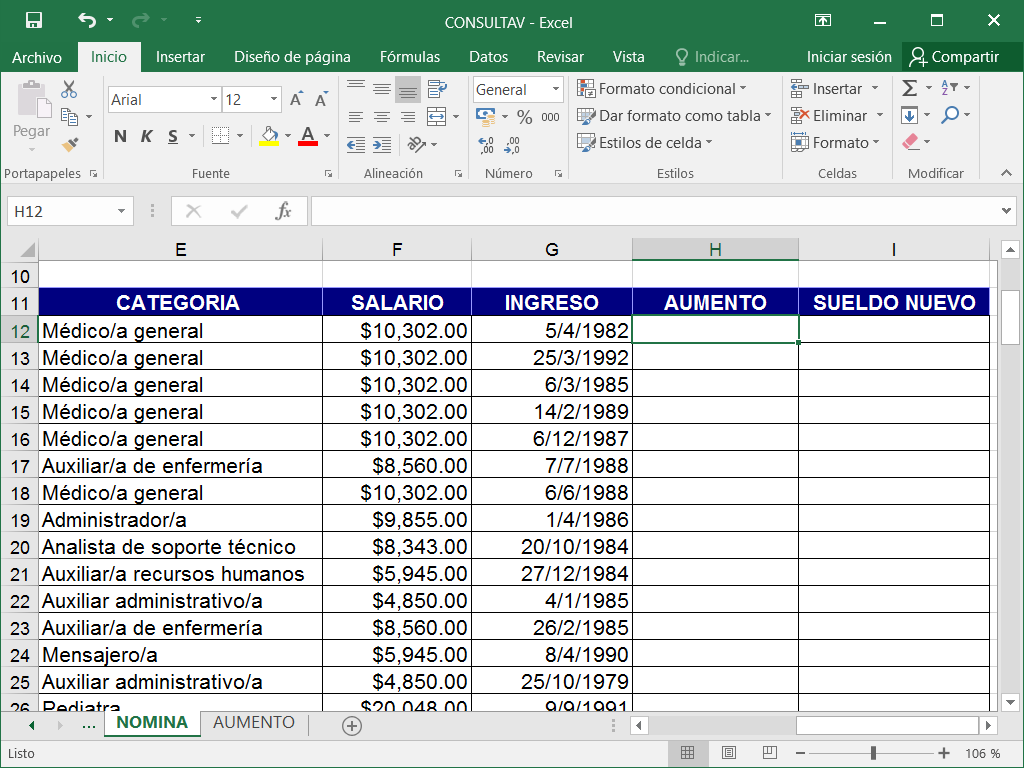 CONSULTAV - Excel
Archivo Inicio Insertar Diseño de página Fórmulas Datos Revisar Vista Indicar... Iniciar sesión Compartir
Pegar
Portapapeles
Arial 12
N K S
Fuente
Alineación
General
% 000
Número
Formato condicional
Dar formato como tabla
Estilos de celda
Estilos
Insertar
Eliminar
Formato
Celdas
Modificar
H12 fx
E F G H I
10
11 CATEGORIA SALARIO INGRESO AUMENTO SUELDO NUEVO
12 Médico/a general $10,302.00 5/4/1982
13 Médico/a general $10,302.00 25/3/1992
14 Médico/a general $10,302.00 6/3/1985
15 Médico/a general $10,302.00 14/2/1989
16 Médico/a general $10,302.00 6/12/1987
17 Auxiliar/a de enfermería $8,560.00 7/7/1988
18 Médico/a general $10,302.00 6/6/1988
19 Administrador/a $9,855.00 1/4/1986
20 Analista de soporte técnico $8,343.00 20/10/1984
21 Auxiliar/a recursos humanos $5,945.00 27/12/1984
22 Auxiliar administrativo/a $4,850.00 4/1/1985
23 Auxiliar/a de enfermería $8,560.00 26/2/1985
24 Mensajero/a $5,945.00 8/4/1990
25 Auxiliar administrativo/a $4,850.00 25/10/1979
26 Pediatra $20,048.00 9/9/1991
... NOMINA AUMENTO
Listo 106 %